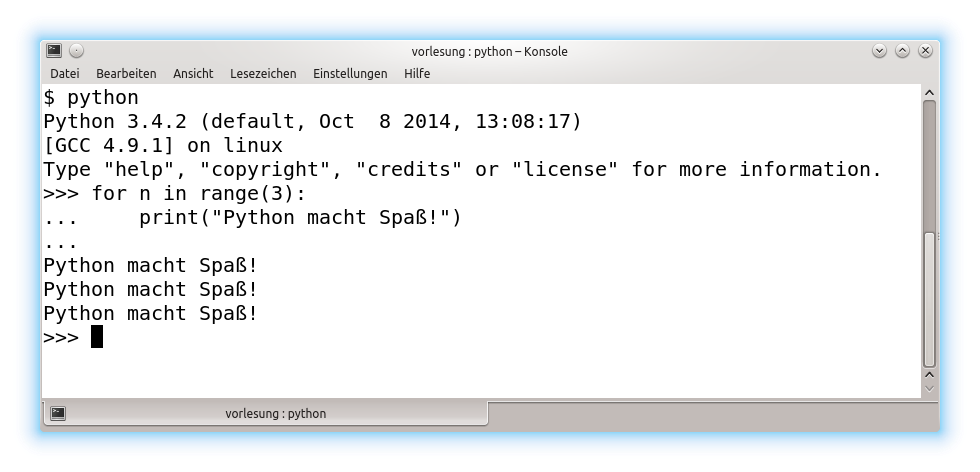 vorlesung : python – Konsole
Datei Bearbeiten Ansicht Lesezeichen Einstellungen Hilfe
$ python
Python 3.4.2 (default, Oct  8 2014, 13:08:17)
[GCC 4.9.1] on linux
Type "help", "copyright", "credits" or "license" for more information.
>>> for n in range(3):
...     print("Python macht Spaß!")
...
Python macht Spaß!
Python macht Spaß!
Python macht Spaß!
>>>
vorlesung : python